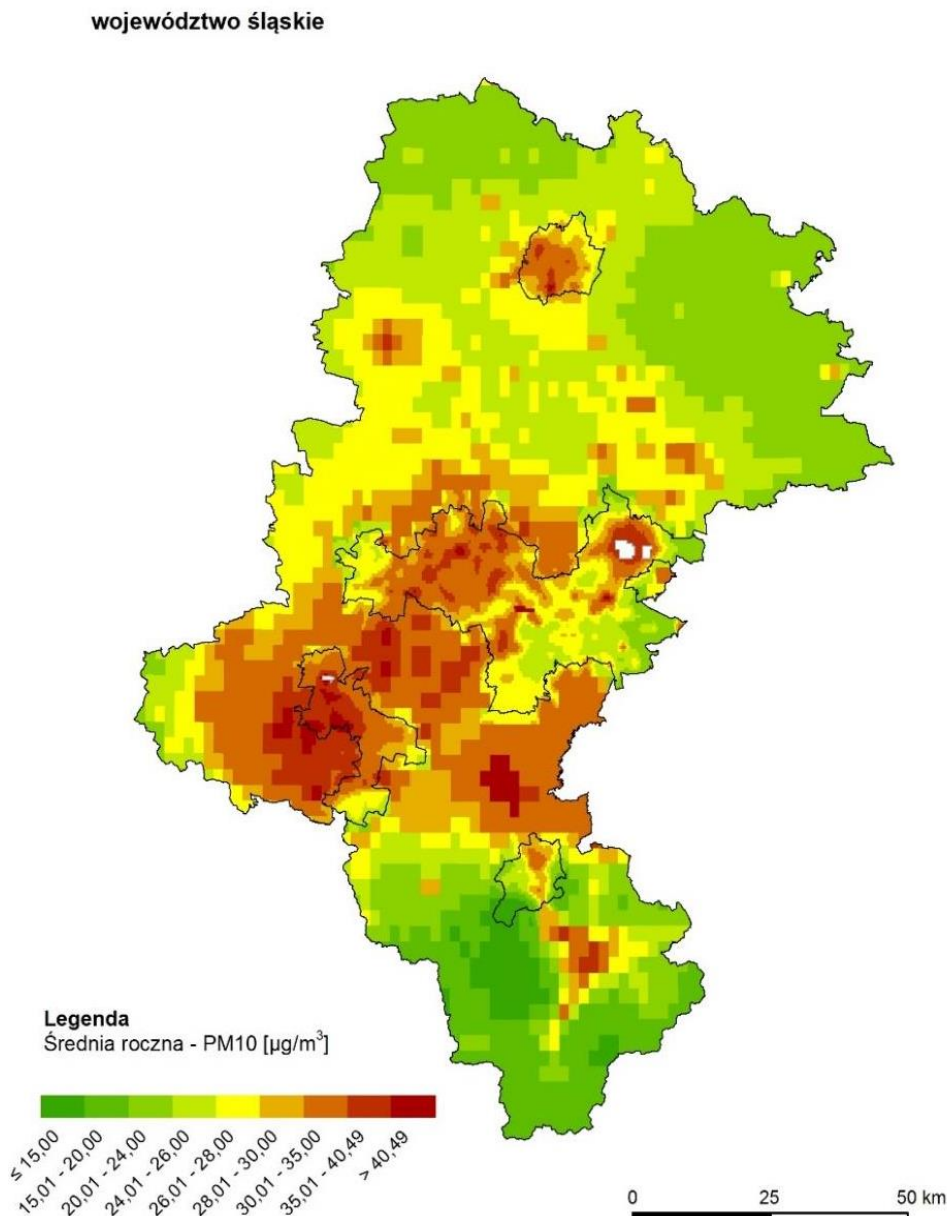 województwo śląskie
Legenda
Średnia roczna - PM10 [µg/m³]
≤ 15,00
15,01 - 20,00
20,01 - 24,00
24,01 - 26,00
26,01 - 28,00
28,01 - 30,00
30,01 - 35,00
35,01 - 40,49
> 40,49
0 25 50 km